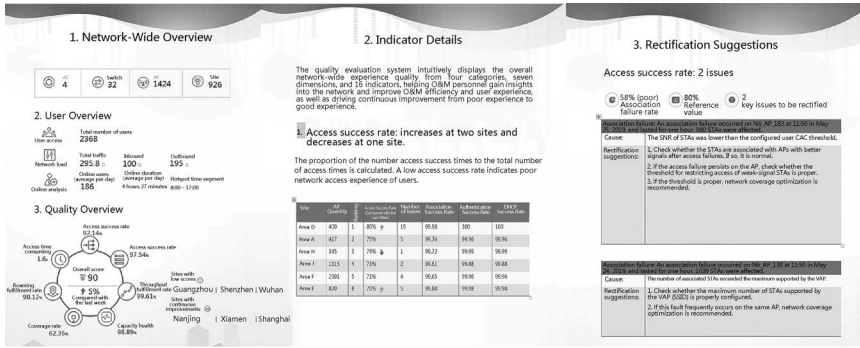 1. Network-Wide Overview
AC
4
Switch
32
AP
1424
Site
926
2. User Overview
User access
Total number of users
2368
Network load
Total traffic
295.8 G
Inbound
100 G
Outbound
195 G
Online analysis
Online users
(average per day)
186
Online duration
(average per day)
4 hours 27 minutes
Hotspot time segment
8:00 - 17:00
3. Quality Overview
Access success rate
92.14%
Access time
consuming
1.6s
Access success rate
97.54%
Overall score
90
5%
Compared with
the last week
Roaming
fulfillment rate
90.12%
Throughput
fulfillment rate
99.61%
Coverage rate
62.36%
Capacity health
98.89%
Sites with
low scores
Guangzhou | Shenzhen | Wuhan
Sites with
continuous
improvements
Nanjing | Xiamen | Shanghai
2. Indicator Details
The quality evaluation system intuitively displays the overall
network-wide experience quality from four categories, seven
dimensions, and 16 indicators, helping O&M personnel gain insights
into the network and improve O&M efficiency and user experience,
as well as driving continuous improvement from poor experience to
good experience.
1. Access success rate: increases at two sites and
decreases at one site.
The proportion of the number access success times to the total number
of access times is calculated. A low access success rate indicates poor
network access experience of users.
Site
AP
Quantity
Access Success Rate
(Compared with the
Last Week)
Number
of Issues
Association
Success Rate
Authentication
Success Rate
DHCP
Success Rate
Area D 400 1 80% 10 99.98 100 100
Area A 417 2 75% 5 99.76 99.96 99.96
Area H 345 3 74% 1 99.72 99.99 99.99
Area J 1315 4 73% 2 99.81 99.88 99.88
Area F 2301 5 71% 4 99.65 99.96 99.96
Area E 820 8 70% 5 99.88 99.98 99.98
3. Rectification Suggestions
Access success rate: 2 issues
58% (poor)
Association
failure rate
80%
Reference
value
2
key issues to be rectified
Association failure: An association failure occurred on N6_AP_183 at 11:50 in May
25, 2019, and lasted for one hour. 980 STAs were affected.
Cause: The SNR of STAs was lower than the configured user CAC threshold.
Rectification
suggestions:
1. Check whether the STAs are associated with APs with better
signals after access failures. If so, it is normal.
2. If the access failure persists on the AP, check whether the
threshold for restricting access of weak-signal STAs is proper.
3. If the threshold is proper, network coverage optimization is
recommended.
Association failure: An association failure occurred on N6_AP_138 at 11:50 in May
24, 2019, and lasted for one hour. 1039 STAs were affected.
Cause: The number of associated STAs exceeded the maximum supported by the VAP.
Rectification
suggestions:
1. Check whether the maximum number of STAs supported by
the VAP (SSID) is properly configured.
2. If this fault frequently occurs on the same AP, network coverage
optimization is recommended.